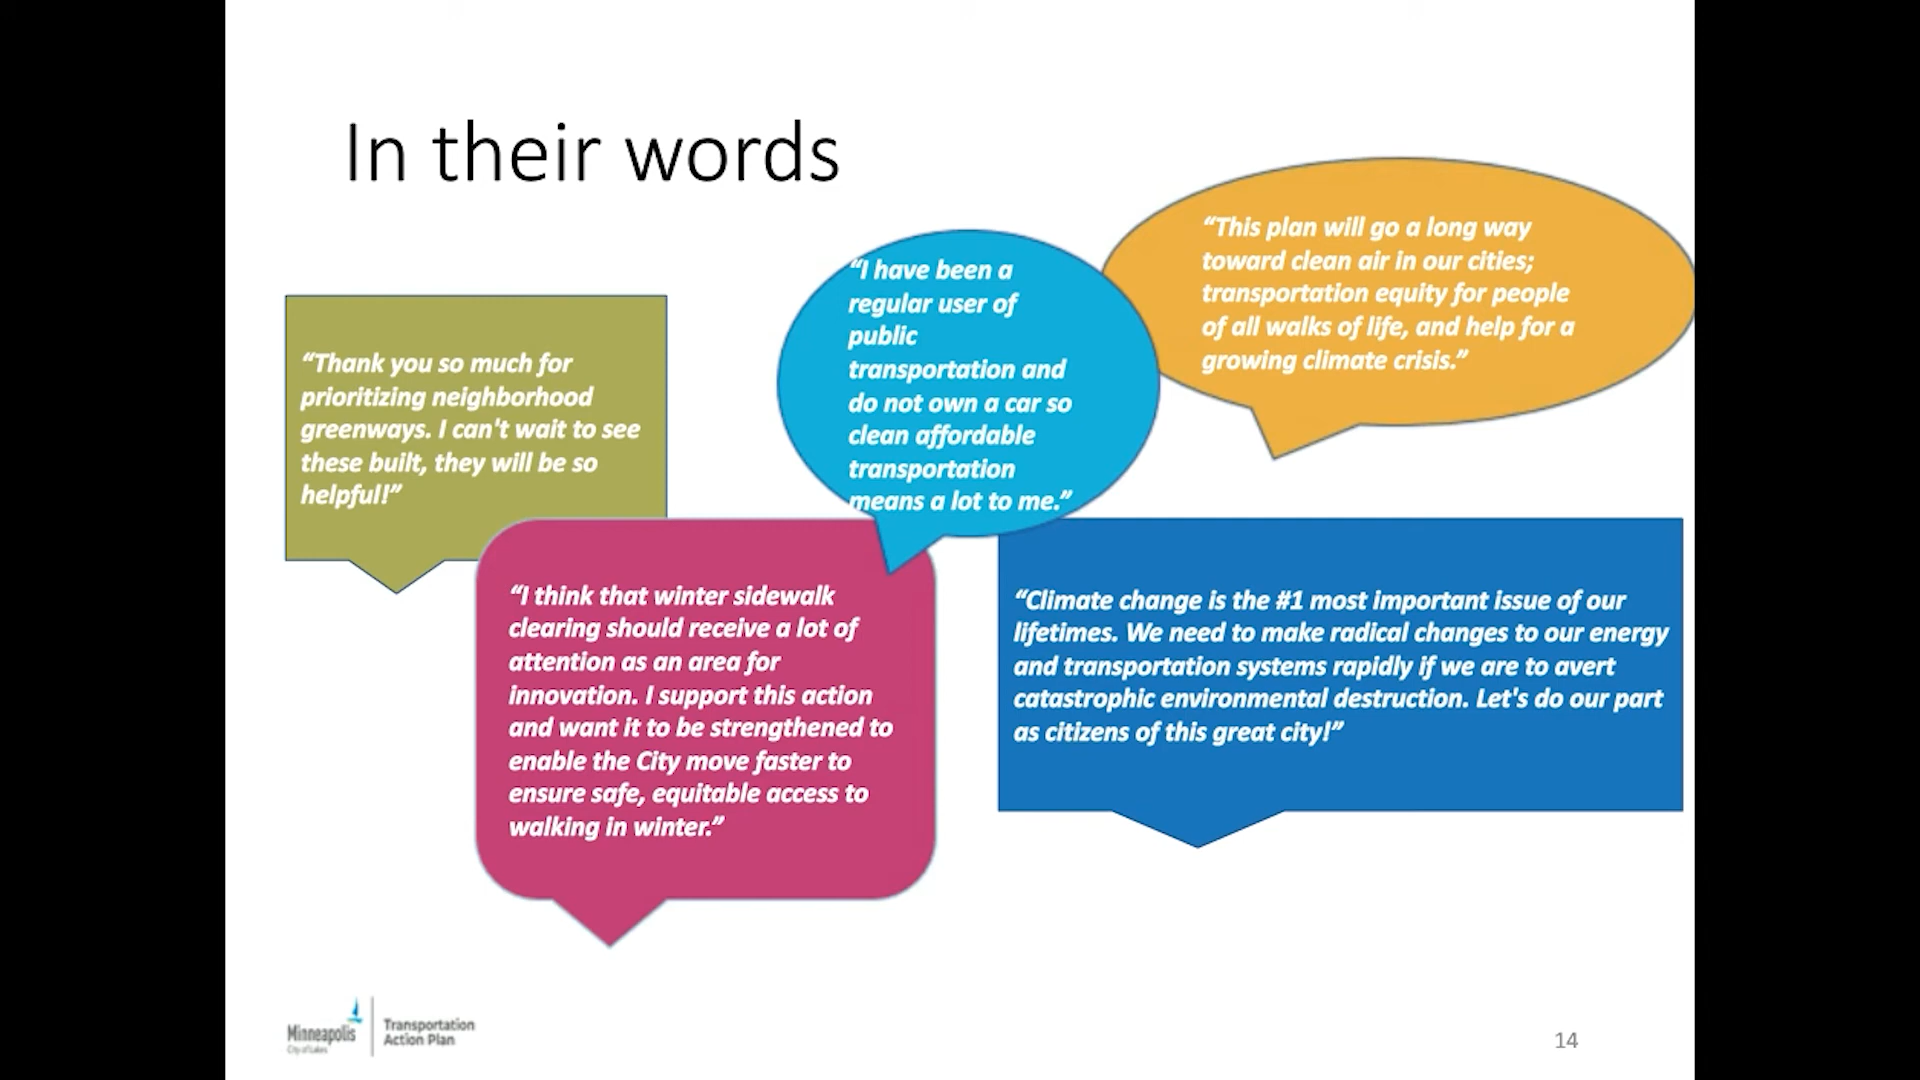 In their words
“Thank you so much for
prioritizing neighborhood
greenways. I can't wait to see
these built, they will be so
helpful!”
“I have been a
regular user of
public
transportation and
do not own a car so
clean affordable
transportation
means a lot to me.”
“This plan will go a long way
toward clean air in our cities;
transportation equity for people
of all walks of life, and help for a
growing climate crisis.”
“I think that winter sidewalk
clearing should receive a lot of
attention as an area for
innovation. I support this action
and want it to be strengthened to
enable the City move faster to
ensure safe, equitable access to
walking in winter.”
“Climate change is the #1 most important issue of our
lifetimes. We need to make radical changes to our energy
and transportation systems rapidly if we are to avert
catastrophic environmental destruction. Let's do our part
as citizens of this great city!”
Minneapolis
City of Lakes
Transportation
Action Plan
14